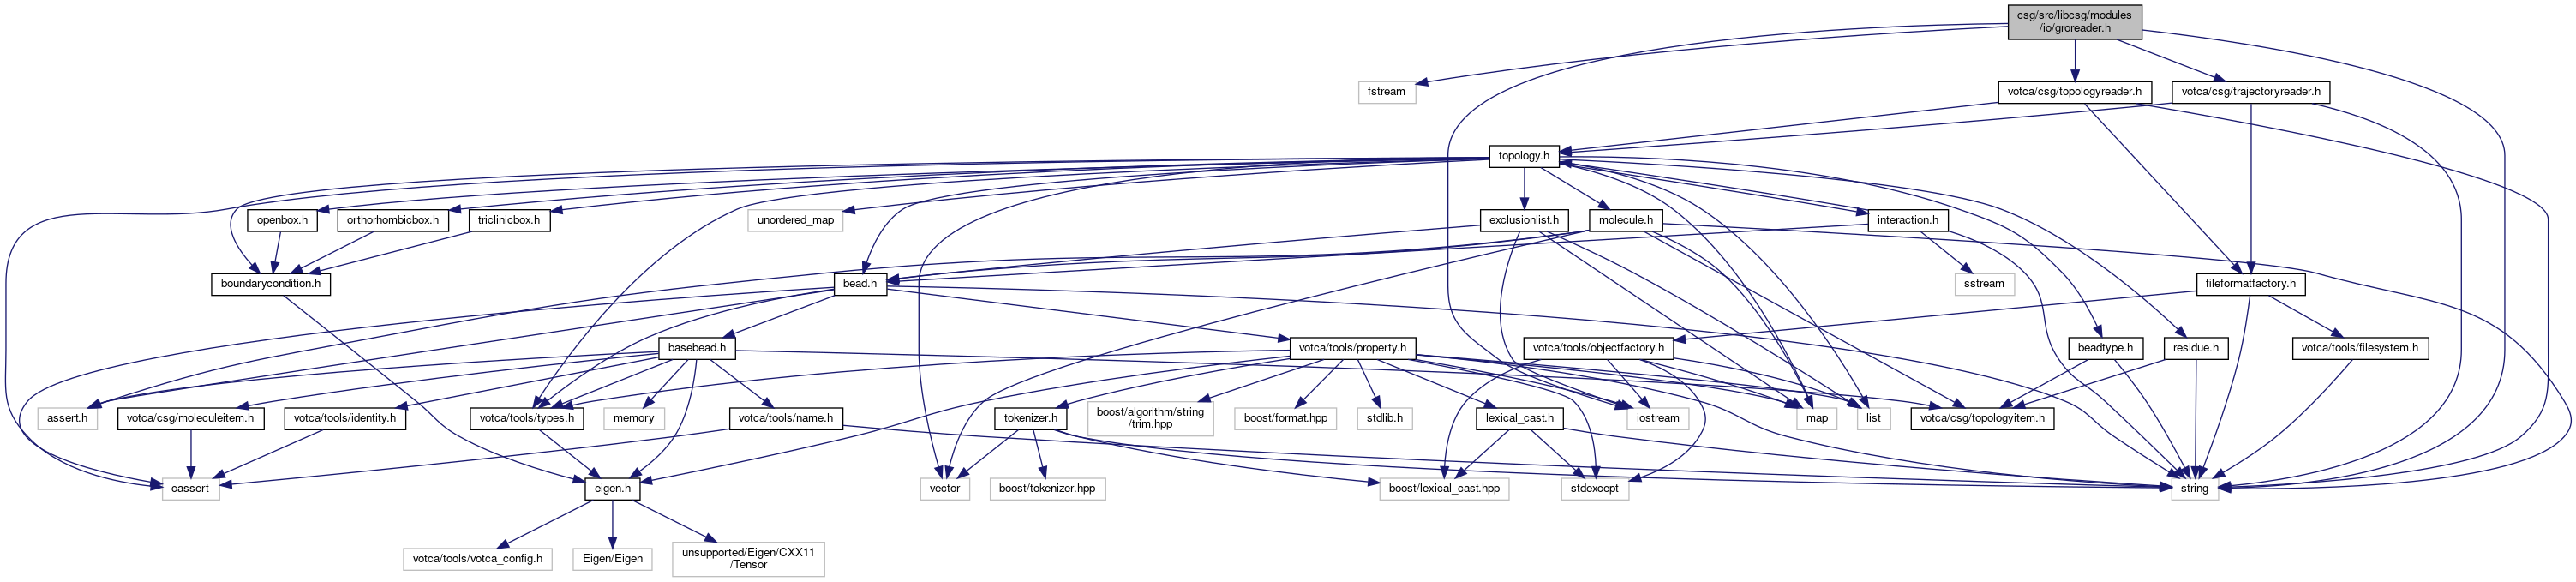 csg/src/libcsg/modules
/io/groreader.h
fstream
votca/csg/topologyreader.h
votca/csg/trajectoryreader.h
topology.h
openbox.h
orthorhombicbox.h
triclinicbox.h
unordered_map
exclusionlist.h
molecule.h
interaction.h
boundarycondition.h
bead.h
sstream
fileformatfactory.h
basebead.h
votca/tools/property.h
votca/tools/objectfactory.h
beadtype.h
residue.h
votca/tools/filesystem.h
assert.h
votca/csg/moleculeitem.h
votca/tools/identity.h
votca/tools/types.h
memory
votca/tools/name.h
tokenizer.h
boost/algorithm/string
/trim.hpp
boost/format.hpp
stdlib.h
lexical_cast.h
iostream
map
list
votca/csg/topologyitem.h
cassert
eigen.h
vector
boost/tokenizer.hpp
boost/lexical_cast.hpp
stdexcept
string
votca/tools/votca_config.h
Eigen/Eigen
unsupported/Eigen/CXX11
/Tensor